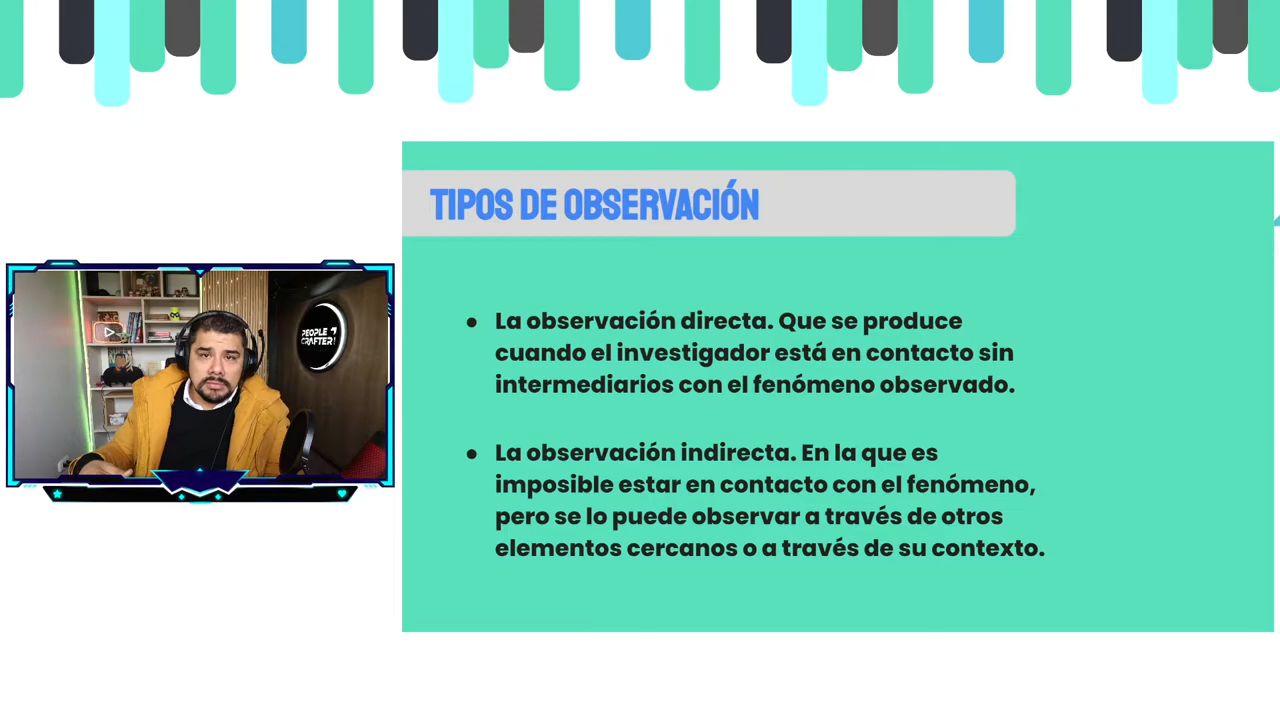 TIPOS DE OBSERVACIÓN
PEOPLE
CRAFTER!
● La observación directa. Que se produce
cuando el investigador está en contacto sin
intermediarios con el fenómeno observado.
● La observación indirecta. En la que es
imposible estar en contacto con el fenómeno,
pero se lo puede observar a través de otros
elementos cercanos o a través de su contexto.